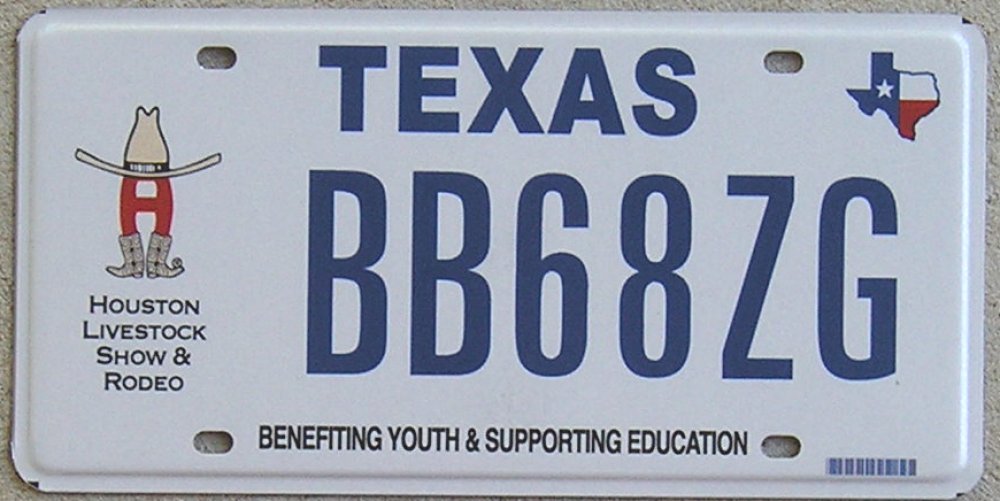 TEXAS
BB68ZG
HOUSTON
LIVESTOCK
SHOW &
RODEO
BENEFITING YOUTH & SUPPORTING EDUCATION